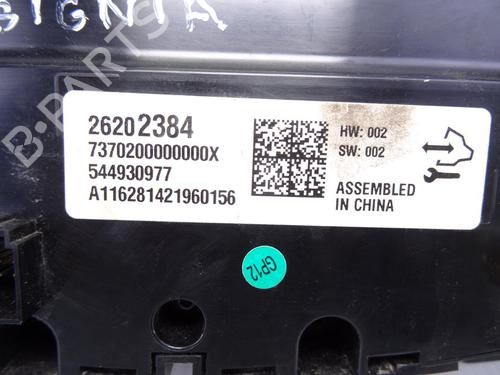 SIGNIA
B-PARTS
26202384
7370200000000X
544930977
A116281421960156
HW: 002
SW: 002
ASSEMBLED
IN CHINA
GP12